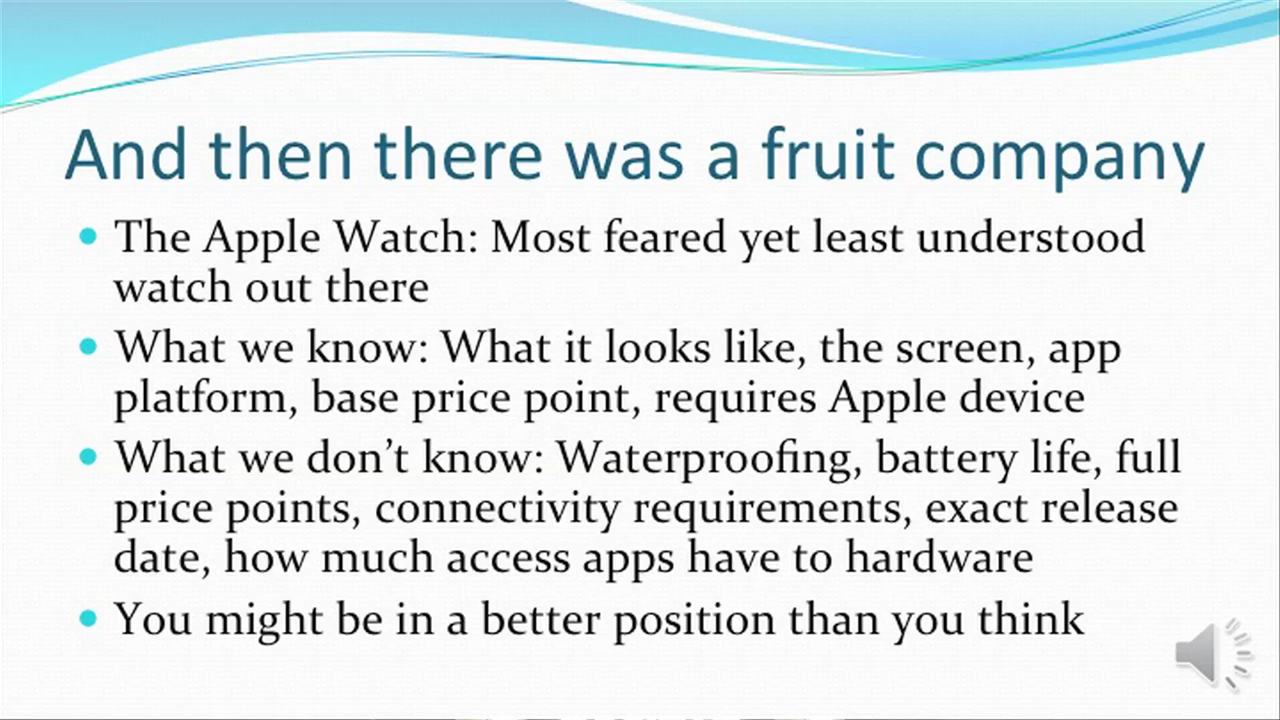 And then there was a fruit company
The Apple Watch: Most feared yet least understood
watch out there
What we know: What it looks like, the screen, app
platform, base price point, requires Apple device
What we don’t know: Waterproofing, battery life, full
price points, connectivity requirements, exact release
date, how much access apps have to hardware
You might be in a better position than you think